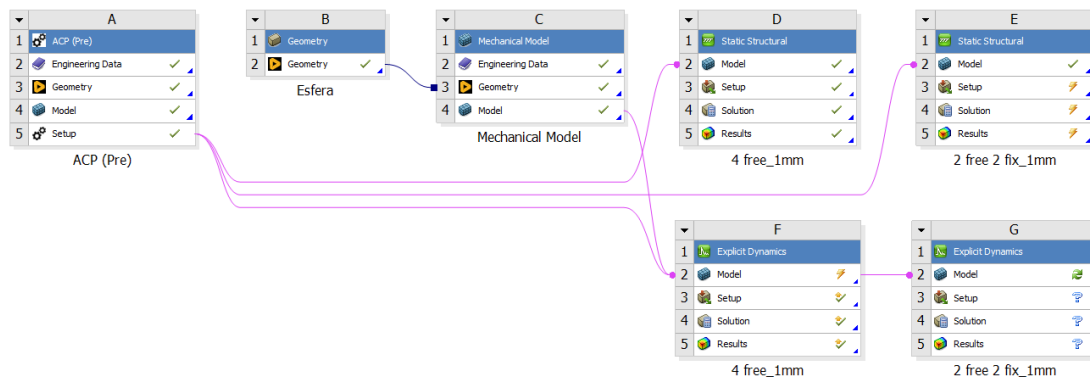 A
1 ACP (Pre)
2 Engineering Data
3 Geometry
4 Model
5 Setup
ACP (Pre)
B
1 Geometry
2 Geometry
Esfera
C
1 Mechanical Model
2 Engineering Data
3 Geometry
4 Model
Mechanical Model
D
1 Static Structural
2 Model
3 Setup
4 Solution
5 Results
4 free_1mm
E
1 Static Structural
2 Model
3 Setup
4 Solution
5 Results
2 free 2 fix_1mm
F
1 Explicit Dynamics
2 Model
3 Setup
4 Solution
5 Results
4 free_1mm
G
1 Explicit Dynamics
2 Model
3 Setup
4 Solution
5 Results
2 free 2 fix_1mm